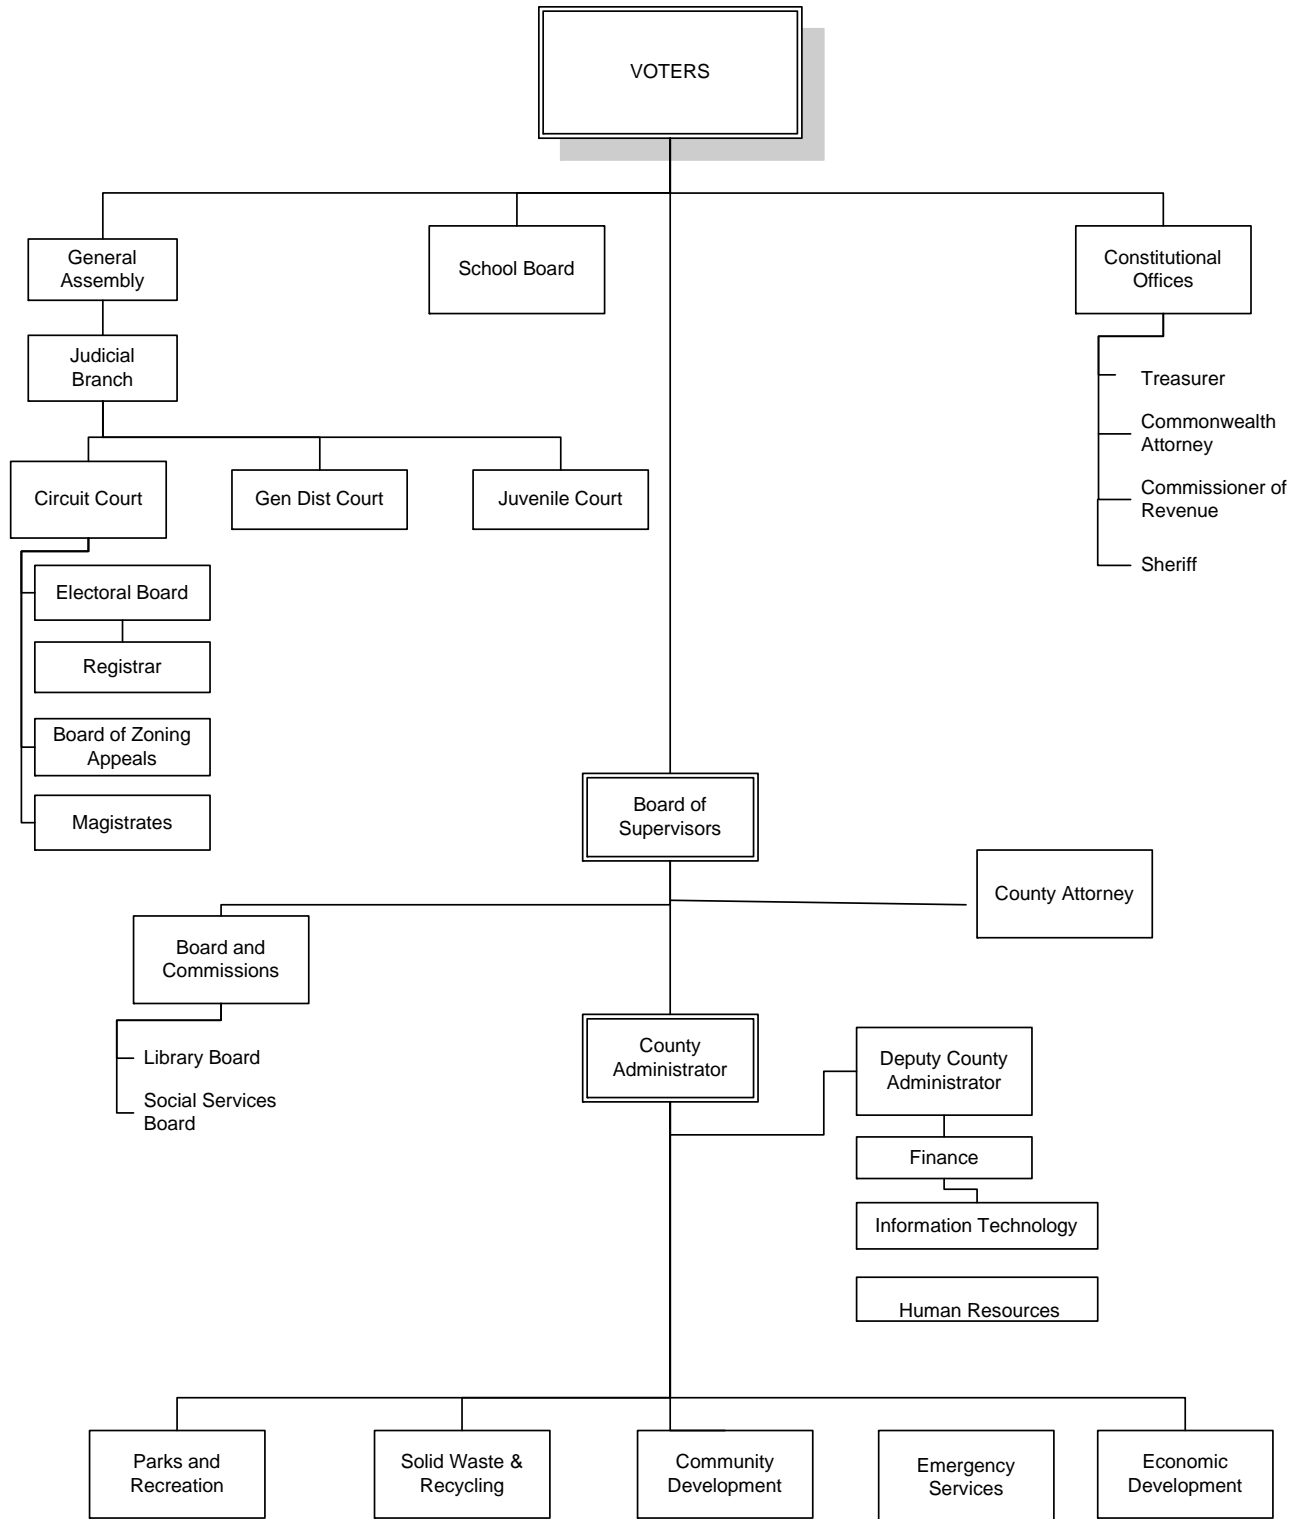 VOTERS
General
Assembly
School Board
Constitutional
Offices
Judicial
Branch
Treasurer
Commonwealth
Attorney
Commissioner of
Revenue
Sheriff
Circuit Court
Gen Dist Court
Juvenile Court
Electoral Board
Registrar
Board of Zoning
Appeals
Magistrates
Board of
Supervisors
County Attorney
Board and
Commissions
Library Board
Social Services
Board
County
Administrator
Deputy County
Administrator
Finance
Information Technology
Human Resources
Parks and
Recreation
Solid Waste &
Recycling
Community
Development
Emergency
Services
Economic
Development